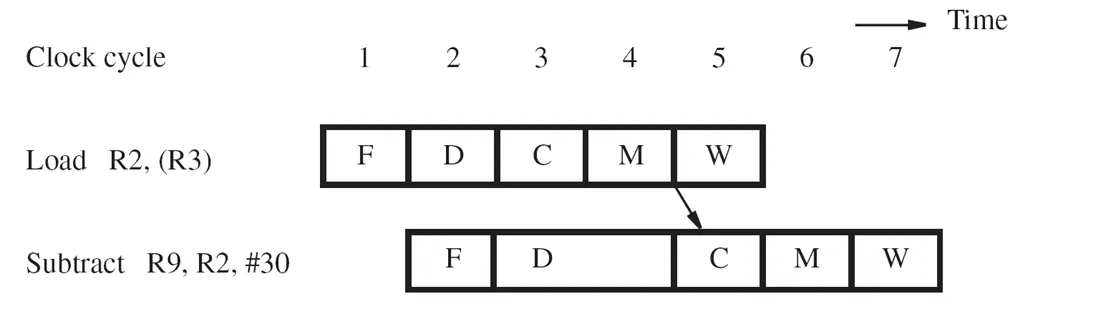 Time
Clock cycle 1 2 3 4 5 6 7
Load R2, (R3) F D C M W
Subtract R9, R2, #30 F D C M W